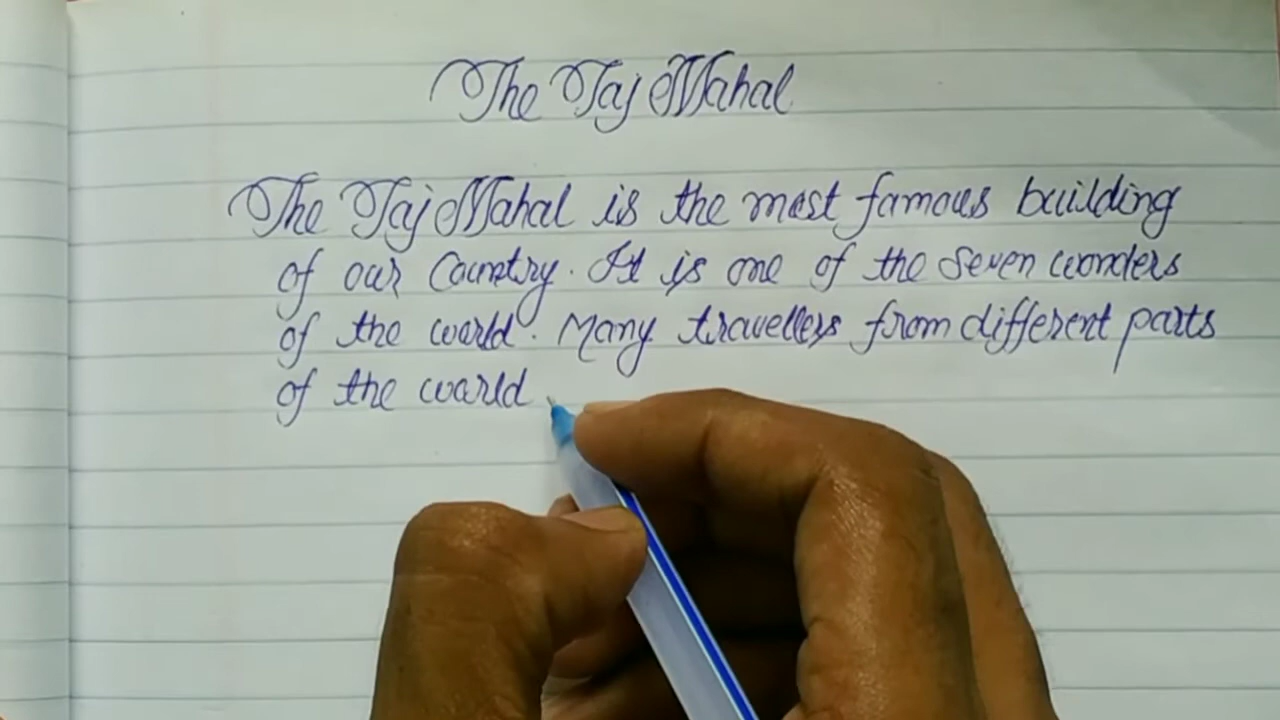 The Taj Mahal
The Taj Mahal is the most famous building
of our Country. It is one of the Seven wonders
of the world. Many travellers from different parts
of the world